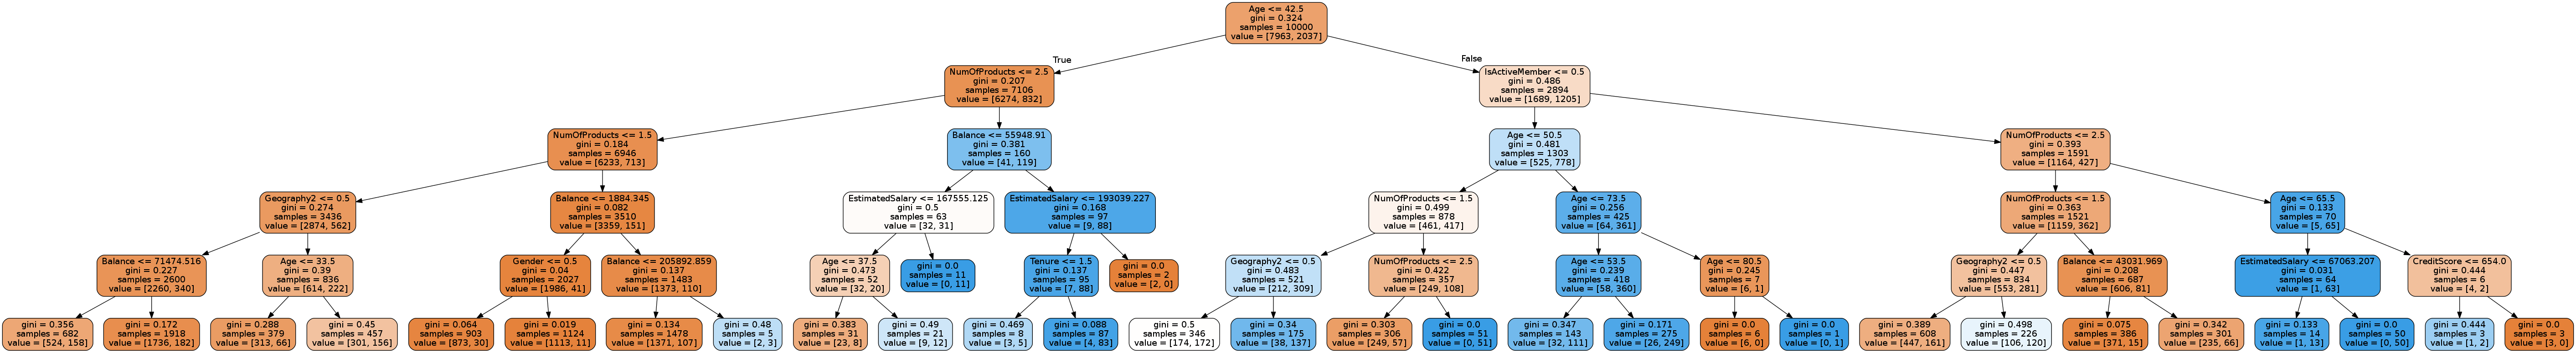 Age <= 42.5
gini = 0.324
samples = 10000
value = [7963, 2037]
True
False
NumOfProducts <= 2.5
gini = 0.207
samples = 7106
value = [6274, 832]
IsActiveMember <= 0.5
gini = 0.486
samples = 2894
value = [1689, 1205]
NumOfProducts <= 1.5
gini = 0.184
samples = 6946
value = [6233, 713]
Balance <= 55948.91
gini = 0.381
samples = 160
value = [41, 119]
Age <= 50.5
gini = 0.481
samples = 1303
value = [525, 778]
NumOfProducts <= 2.5
gini = 0.393
samples = 1591
value = [1164, 427]
Geography2 <= 0.5
gini = 0.274
samples = 3436
value = [2874, 562]
Balance <= 1884.345
gini = 0.082
samples = 3510
value = [3359, 151]
EstimatedSalary <= 167555.125
gini = 0.5
samples = 63
value = [32, 31]
EstimatedSalary <= 193039.227
gini = 0.168
samples = 97
value = [9, 88]
NumOfProducts <= 1.5
gini = 0.499
samples = 878
value = [461, 417]
Age <= 73.5
gini = 0.256
samples = 425
value = [64, 361]
NumOfProducts <= 1.5
gini = 0.363
samples = 1521
value = [1159, 362]
Age <= 65.5
gini = 0.133
samples = 70
value = [5, 65]
Balance <= 71474.516
gini = 0.227
samples = 2600
value = [2260, 340]
Age <= 33.5
gini = 0.39
samples = 836
value = [614, 222]
Gender <= 0.5
gini = 0.04
samples = 2027
value = [1986, 41]
Balance <= 205892.859
gini = 0.137
samples = 1483
value = [1373, 110]
Age <= 37.5
gini = 0.473
samples = 52
value = [32, 20]
gini = 0.0
samples = 11
value = [0, 11]
Tenure <= 1.5
gini = 0.137
samples = 95
value = [7, 88]
gini = 0.0
samples = 2
value = [2, 0]
Geography2 <= 0.5
gini = 0.483
samples = 521
value = [212, 309]
NumOfProducts <= 2.5
gini = 0.422
samples = 357
value = [249, 108]
Age <= 53.5
gini = 0.239
samples = 418
value = [58, 360]
Age <= 80.5
gini = 0.245
samples = 7
value = [6, 1]
Geography2 <= 0.5
gini = 0.447
samples = 834
value = [553, 281]
Balance <= 43031.969
gini = 0.208
samples = 687
value = [606, 81]
EstimatedSalary <= 67063.207
gini = 0.031
samples = 64
value = [1, 63]
CreditScore <= 654.0
gini = 0.444
samples = 6
value = [4, 2]
gini = 0.356
samples = 682
value = [524, 158]
gini = 0.172
samples = 1918
value = [1736, 182]
gini = 0.288
samples = 379
value = [313, 66]
gini = 0.45
samples = 457
value = [301, 156]
gini = 0.064
samples = 903
value = [873, 30]
gini = 0.019
samples = 1124
value = [1113, 11]
gini = 0.134
samples = 1478
value = [1371, 107]
gini = 0.48
samples = 5
value = [2, 3]
gini = 0.383
samples = 31
value = [23, 8]
gini = 0.49
samples = 21
value = [9, 12]
gini = 0.469
samples = 8
value = [3, 5]
gini = 0.088
samples = 87
value = [4, 83]
gini = 0.5
samples = 346
value = [174, 172]
gini = 0.34
samples = 175
value = [38, 137]
gini = 0.303
samples = 306
value = [249, 57]
gini = 0.0
samples = 51
value = [0, 51]
gini = 0.347
samples = 143
value = [32, 111]
gini = 0.171
samples = 275
value = [26, 249]
gini = 0.0
samples = 6
value = [6, 0]
gini = 0.0
samples = 1
value = [0, 1]
gini = 0.389
samples = 608
value = [447, 161]
gini = 0.498
samples = 226
value = [106, 120]
gini = 0.075
samples = 386
value = [371, 15]
gini = 0.342
samples = 301
value = [235, 66]
gini = 0.133
samples = 14
value = [1, 13]
gini = 0.0
samples = 50
value = [0, 50]
gini = 0.444
samples = 3
value = [1, 2]
gini = 0.0
samples = 3
value = [3, 0]